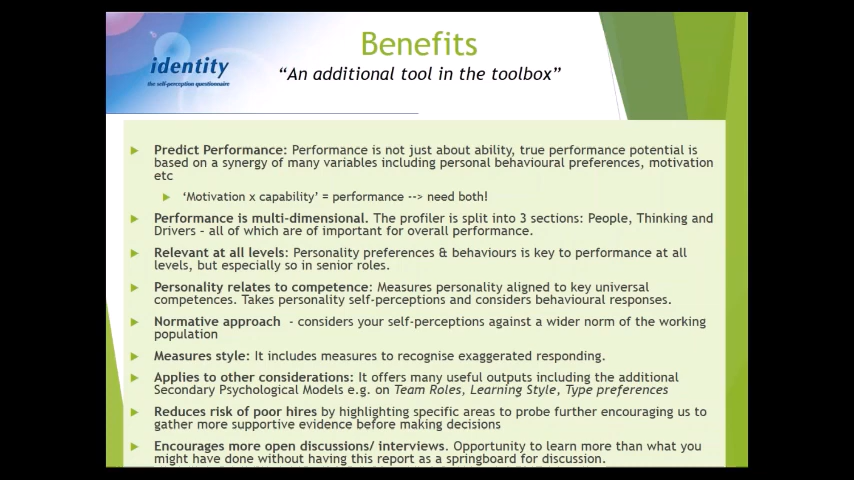 identity
the self-perception questionnaire
Benefits
“An additional tool in the toolbox”
Predict Performance: Performance is not just about ability, true performance potential is
based on a synergy of many variables including personal behavioural preferences, motivation
etc
‘Motivation x capability’ = performance --> need both!
Performance is multi-dimensional. The profiler is split into 3 sections: People, Thinking and
Drivers – all of which are of important for overall performance.
Relevant at all levels: Personality preferences & behaviours is key to performance at all
levels, but especially so in senior roles.
Personality relates to competence: Measures personality aligned to key universal
competences. Takes personality self-perceptions and considers behavioural responses.
Normative approach - considers your self-perceptions against a wider norm of the working
population
Measures style: It includes measures to recognise exaggerated responding.
Applies to other considerations: It offers many useful outputs including the additional
Secondary Psychological Models e.g. on Team Roles, Learning Style, Type preferences
Reduces risk of poor hires by highlighting specific areas to probe further encouraging us to
gather more supportive evidence before making decisions
Encourages more open discussions/ interviews. Opportunity to learn more than what you
might have done without having this report as a springboard for discussion.